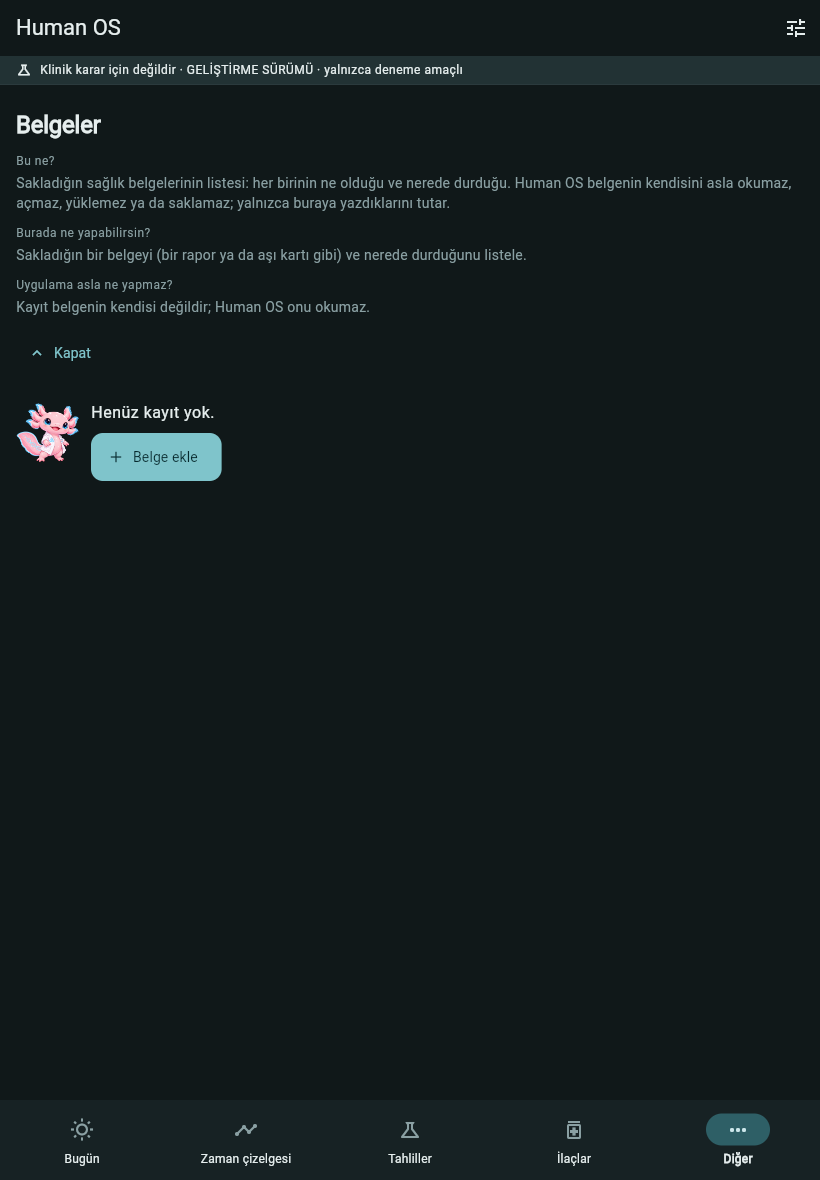 Human OS
Klinik karar için değildir · GELİŞTİRME SÜRÜMÜ · yalnızca deneme amaçlı
Belgeler
Bu ne?
Sakladığın sağlık belgelerinin listesi: her birinin ne olduğu ve nerede durduğu. Human OS belgenin kendisini asla okumaz,
açmaz, yüklemez ya da saklamaz; yalnızca buraya yazdıklarını tutar.
Burada ne yapabilirsin?
Sakladığın bir belgeyi (bir rapor ya da aşı kartı gibi) ve nerede durduğunu listele.
Uygulama asla ne yapmaz?
Kayıt belgenin kendisi değildir; Human OS onu okumaz.
Kapat
Henüz kayıt yok.
Belge ekle
Bugün
Zaman çizelgesi
Tahliller
İlaçlar
Diğer